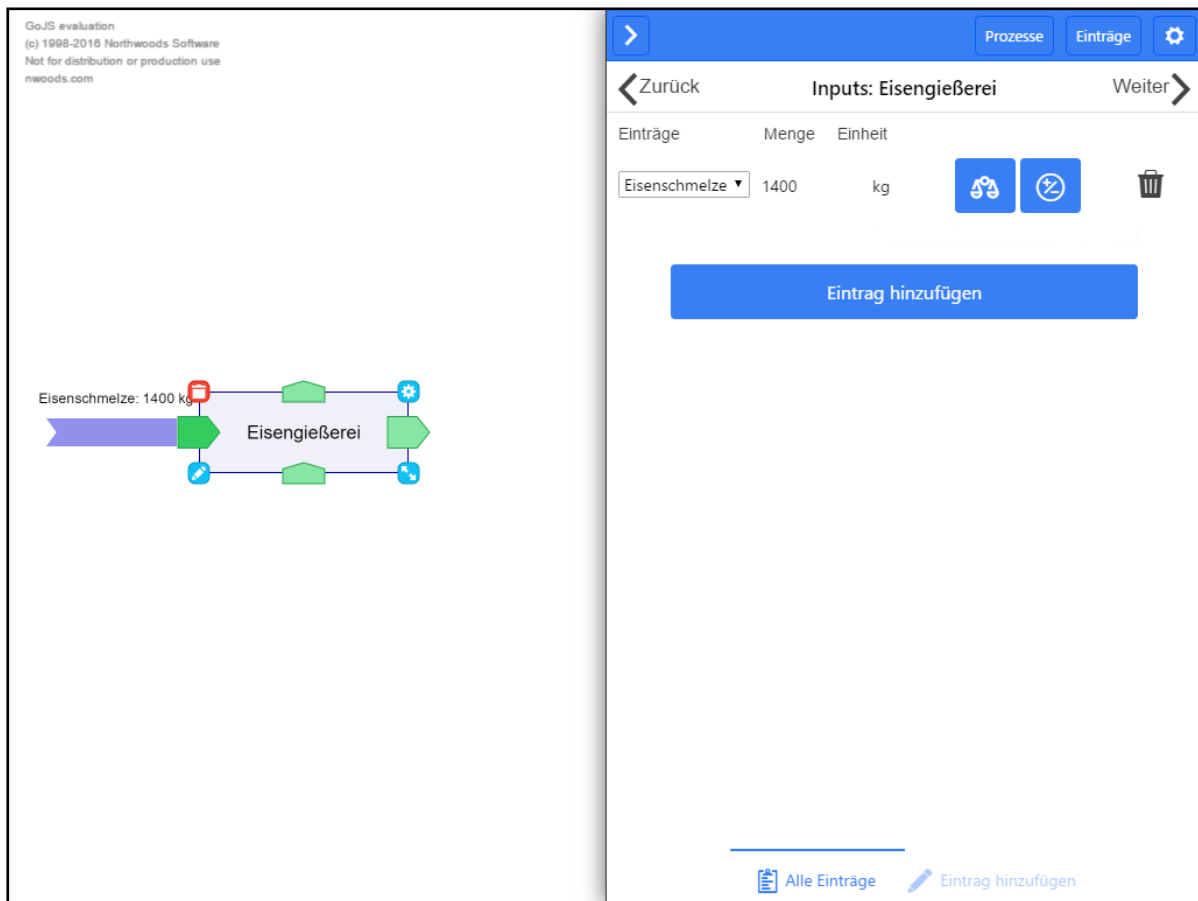 GoJS evaluation
(c) 1998-2016 Northwoods Software
Not for distribution or production use
nwoods.com
Eisenschmelze: 1400 kg
Eisengießerei
Prozesse
Einträge
Zurück
Inputs: Eisengießerei
Weiter
Einträge Menge Einheit
Eisenschmelze 1400 kg
Eintrag hinzufügen
Alle Einträge
Eintrag hinzufügen